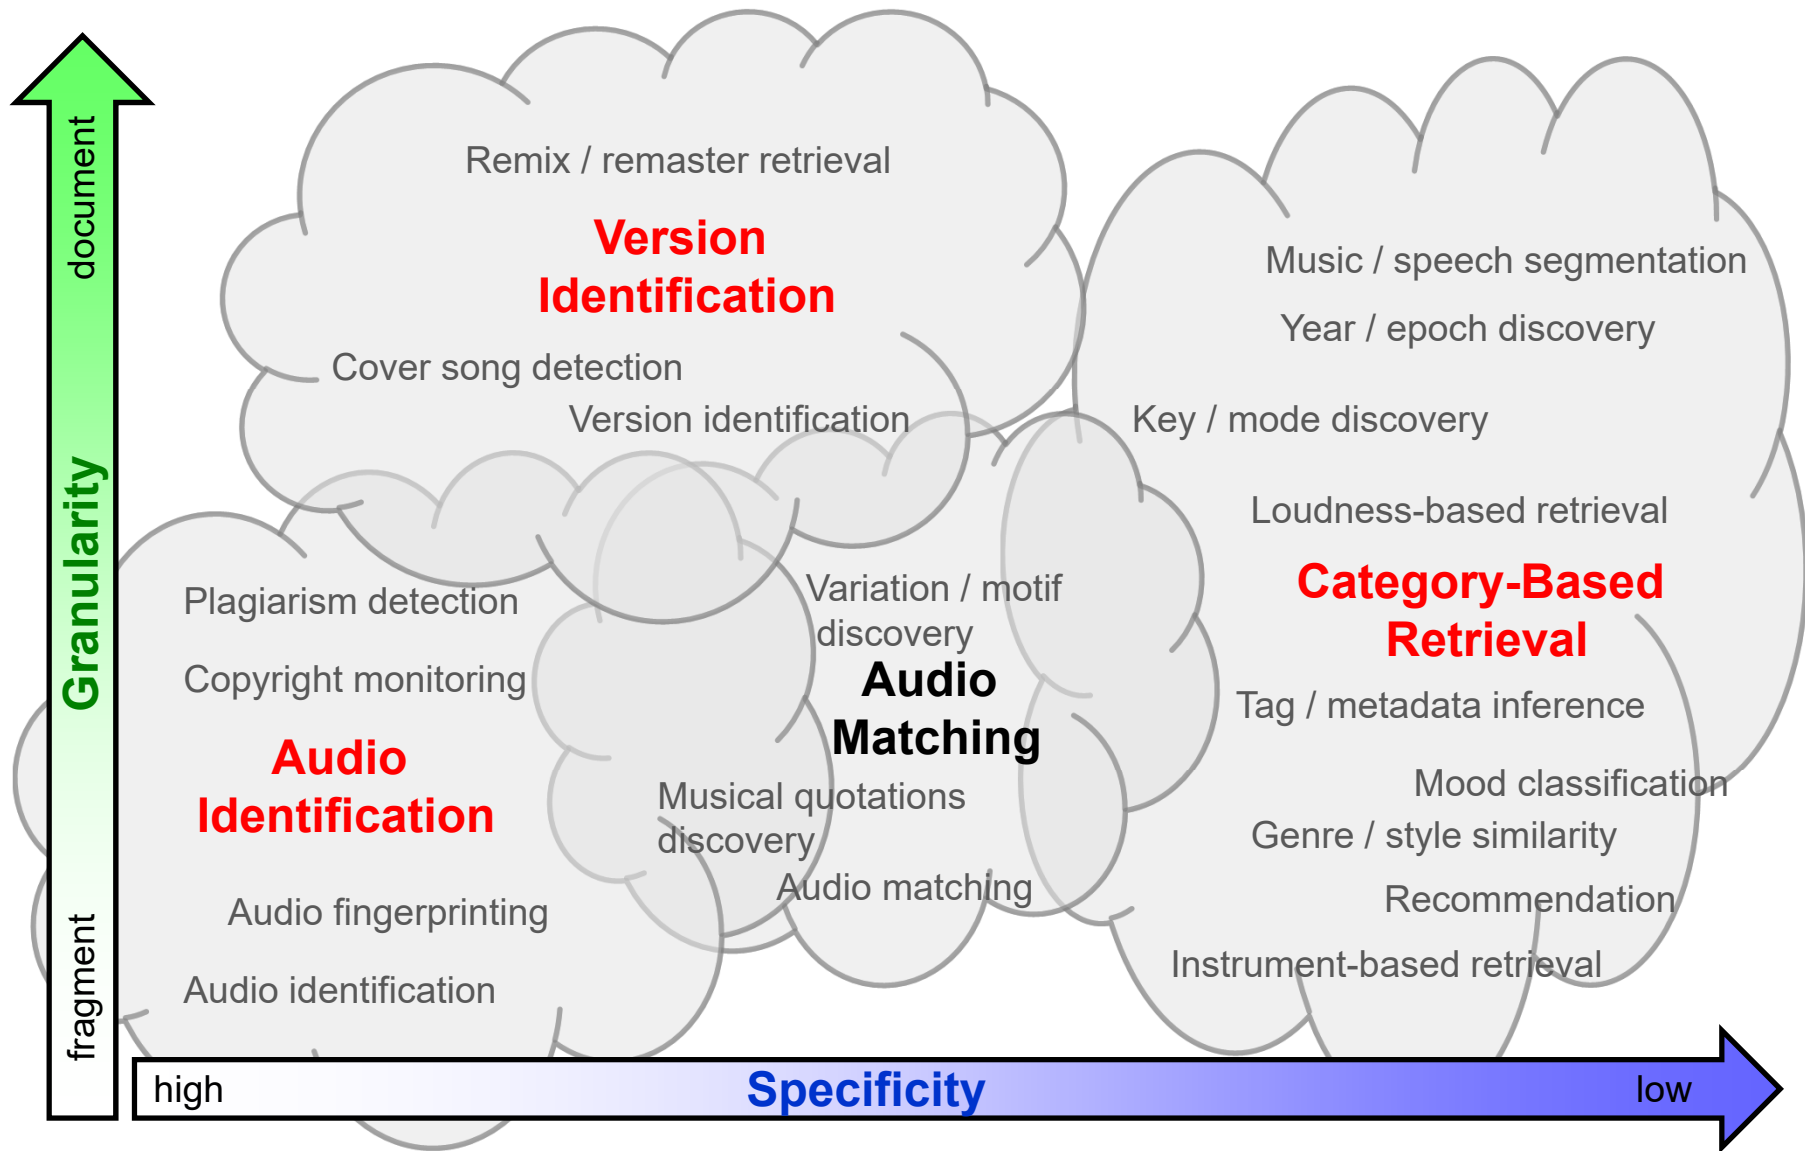 document
Granularity
fragment
Remix / remaster retrieval
Version
Identification
Cover song detection
Version identification
Music / speech segmentation
Year / epoch discovery
Key / mode discovery
Loudness-based retrieval
Category-Based
Retrieval
Tag / metadata inference
Mood classification
Genre / style similarity
Recommendation
Instrument-based retrieval
Plagiarism detection
Copyright monitoring
Audio
Identification
Audio fingerprinting
Audio identification
Variation / motif
discovery
Audio
Matching
Musical quotations
discovery
Audio matching
high
Specificity
low